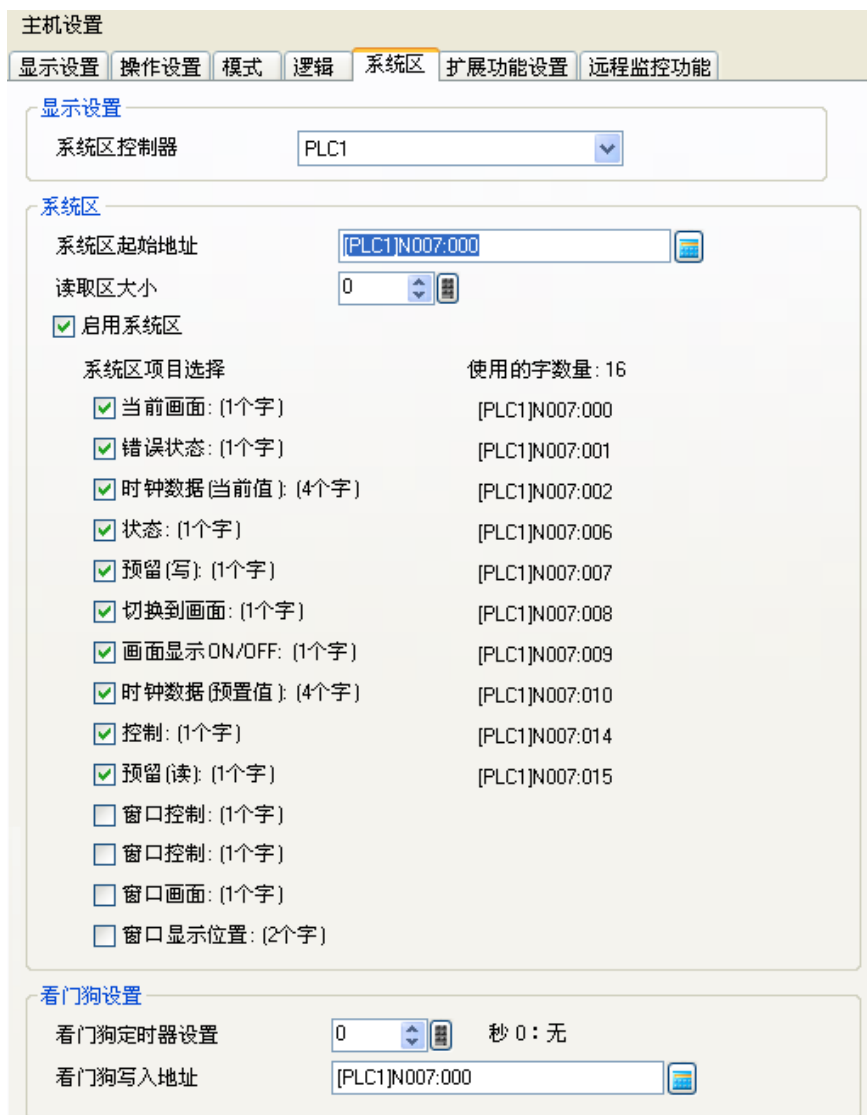 主机设置
显示设置 操作设置 模式 逻辑 系统区 扩展功能设置 远程监控功能
显示设置
系统区控制器 PLC1
系统区
系统区起始地址 [PLC1]N007:000
读取区大小 0
启用系统区
系统区项目选择 使用的字数量: 16
当前画面: (1个字) [PLC1]N007:000
错误状态: (1个字) [PLC1]N007:001
时钟数据(当前值): (4个字) [PLC1]N007:002
状态: (1个字) [PLC1]N007:006
预留(写): (1个字) [PLC1]N007:007
切换到画面: (1个字) [PLC1]N007:008
画面显示ON/OFF: (1个字) [PLC1]N007:009
时钟数据(预置值): (4个字) [PLC1]N007:010
控制: (1个字) [PLC1]N007:014
预留(读): (1个字) [PLC1]N007:015
窗口控制: (1个字)
窗口控制: (1个字)
窗口画面: (1个字)
窗口显示位置: (2个字)
看门狗设置
看门狗定时器设置 0 秒 0：无
看门狗写入地址 [PLC1]N007:000